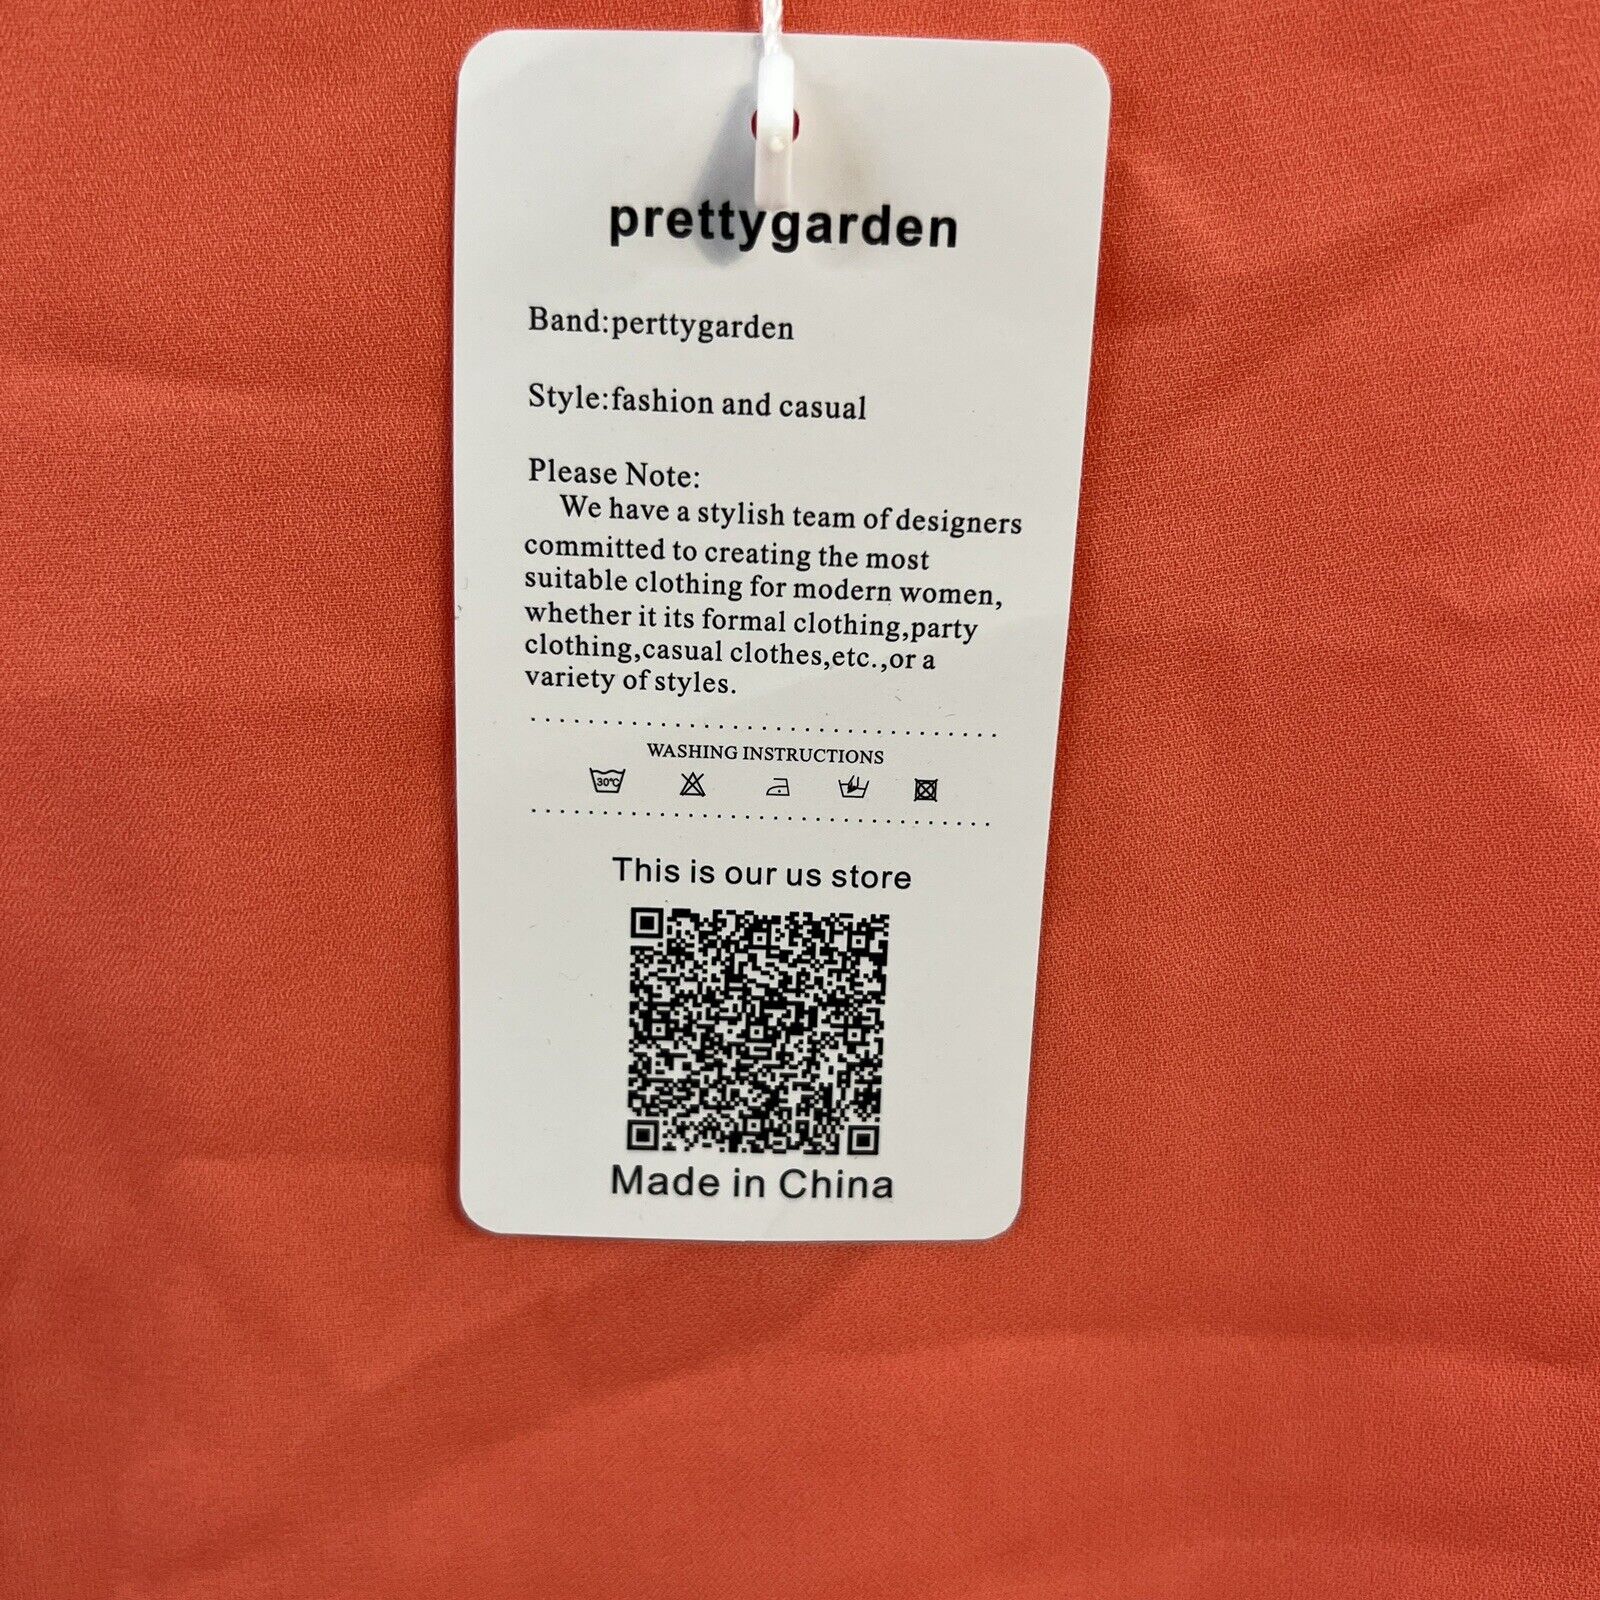 prettygarden
Band:perttygarden
Style:fashion and casual
Please Note:
We have a stylish team of designers
committed to creating the most
suitable clothing for modern women,
whether it its formal clothing,party
clothing,casual clothes,etc.,or a
variety of styles.
WASHING INSTRUCTIONS
30°C
This is our us store
Made in China